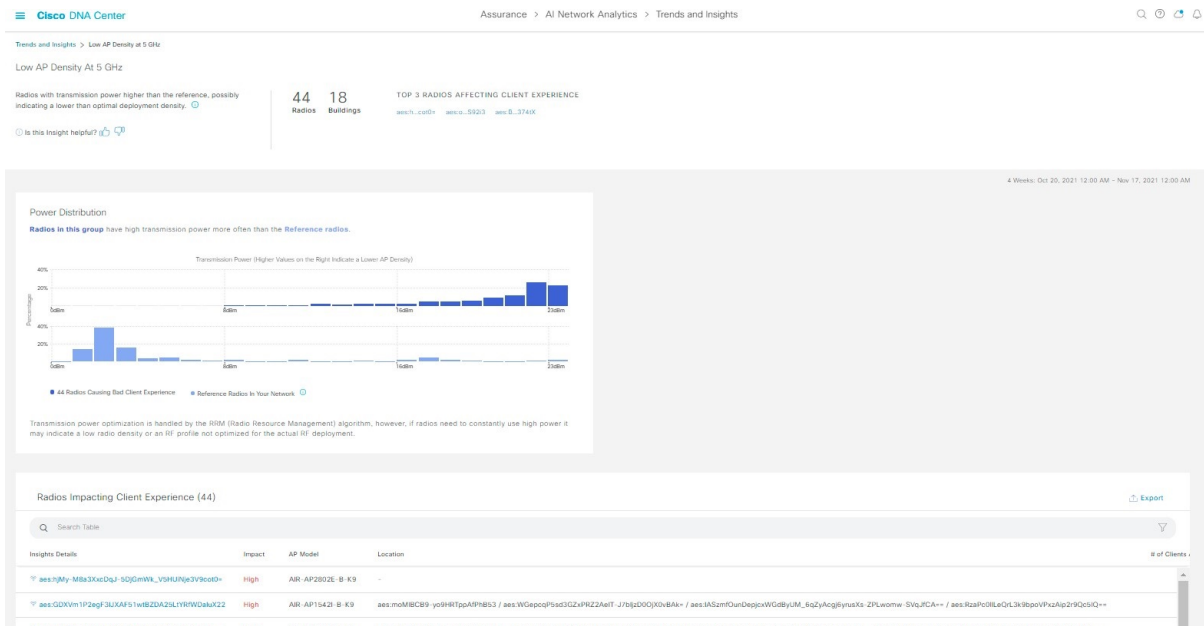 Cisco DNA Center
Assurance > AI Network Analytics > Trends and Insights
Trends and Insights > Low AP Density at 5 GHz
Low AP Density At 5 GHz
Radios with transmission power higher than the reference, possibly
indicating a lower than optimal deployment density.
Is this Insight helpful?
44 18
Radios Buildings
TOP 3 RADIOS AFFECTING CLIENT EXPERIENCE
aes:h...cot0= aes:o...592i3 aes:8...374tX
4 Weeks: Oct 20, 2021 12:00 AM – Nov 17, 2021 12:00 AM
Power Distribution
Radios in this group have high transmission power more often than the Reference radios.
Transmission Power (Higher Values on the Right Indicate a Lower AP Density)
Percentage
40%
20%
0dBm 8dBm 16dBm 23dBm
40%
20%
0dBm 8dBm 16dBm 23dBm
44 Radios Causing Bad Client Experience Reference Radios In Your Network
Transmission power optimization is handled by the RRM (Radio Resource Management) algorithm, however, if radios need to constantly use high power it
may indicate a low radio density or an RF profile not optimized for the actual RF deployment.
Radios Impacting Client Experience (44)
Export
Search Table
Insights Details Impact AP Model Location # of Clients
High AIR-AP2802E-B-K9 -
High AIR-AP1542I-B-K9